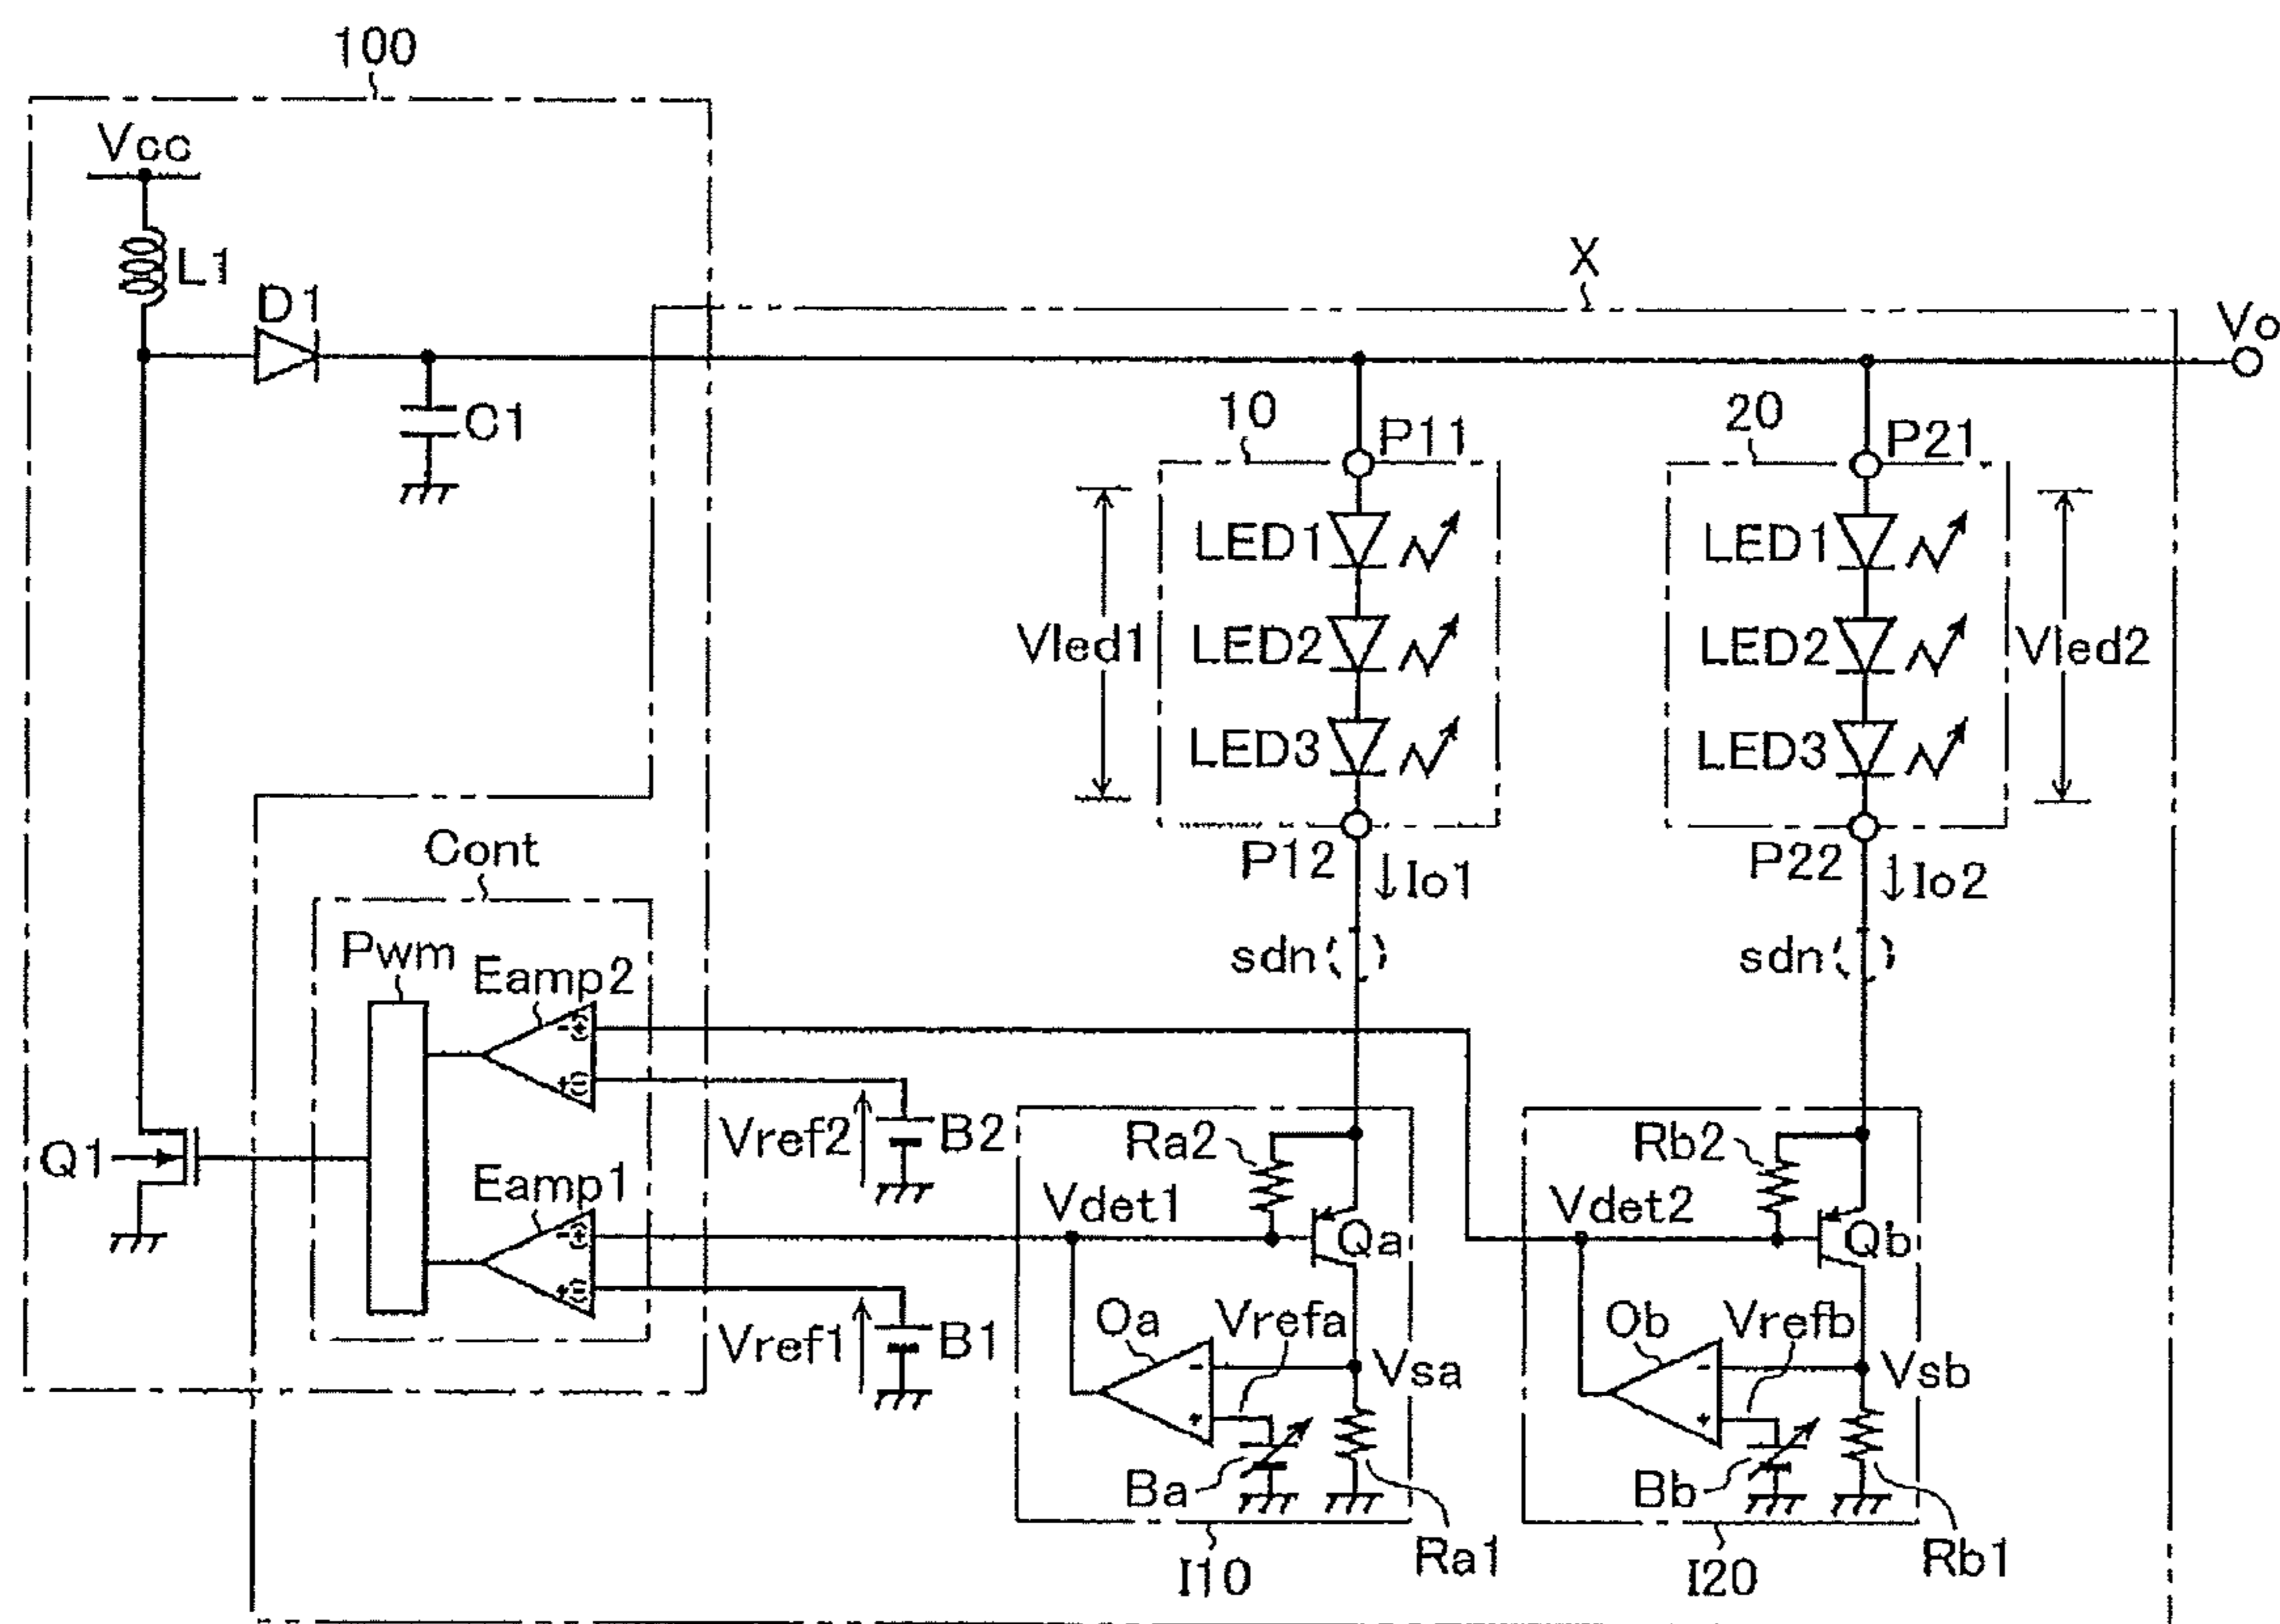 100
Vcc
L1
D1
C1
X
Vo
10
P11
20
P21
LED1
LED1
Vled1
LED2
LED2
Vled2
LED3
LED3
P12
Io1
P22
Io2
sdn
sdn
Cont
Pwm
Eamp2
- (+)
+ (-)
Vref2
B2
Q1
Eamp1
- (+)
+ (-)
Vref1
B1
Ra2
Vdet1
Qa
Oa
Vrefa
-
+
Vsa
Ba
Ra1
I10
Rb2
Vdet2
Qb
Ob
Vrefb
-
+
Vsb
Bb
Rb1
I20